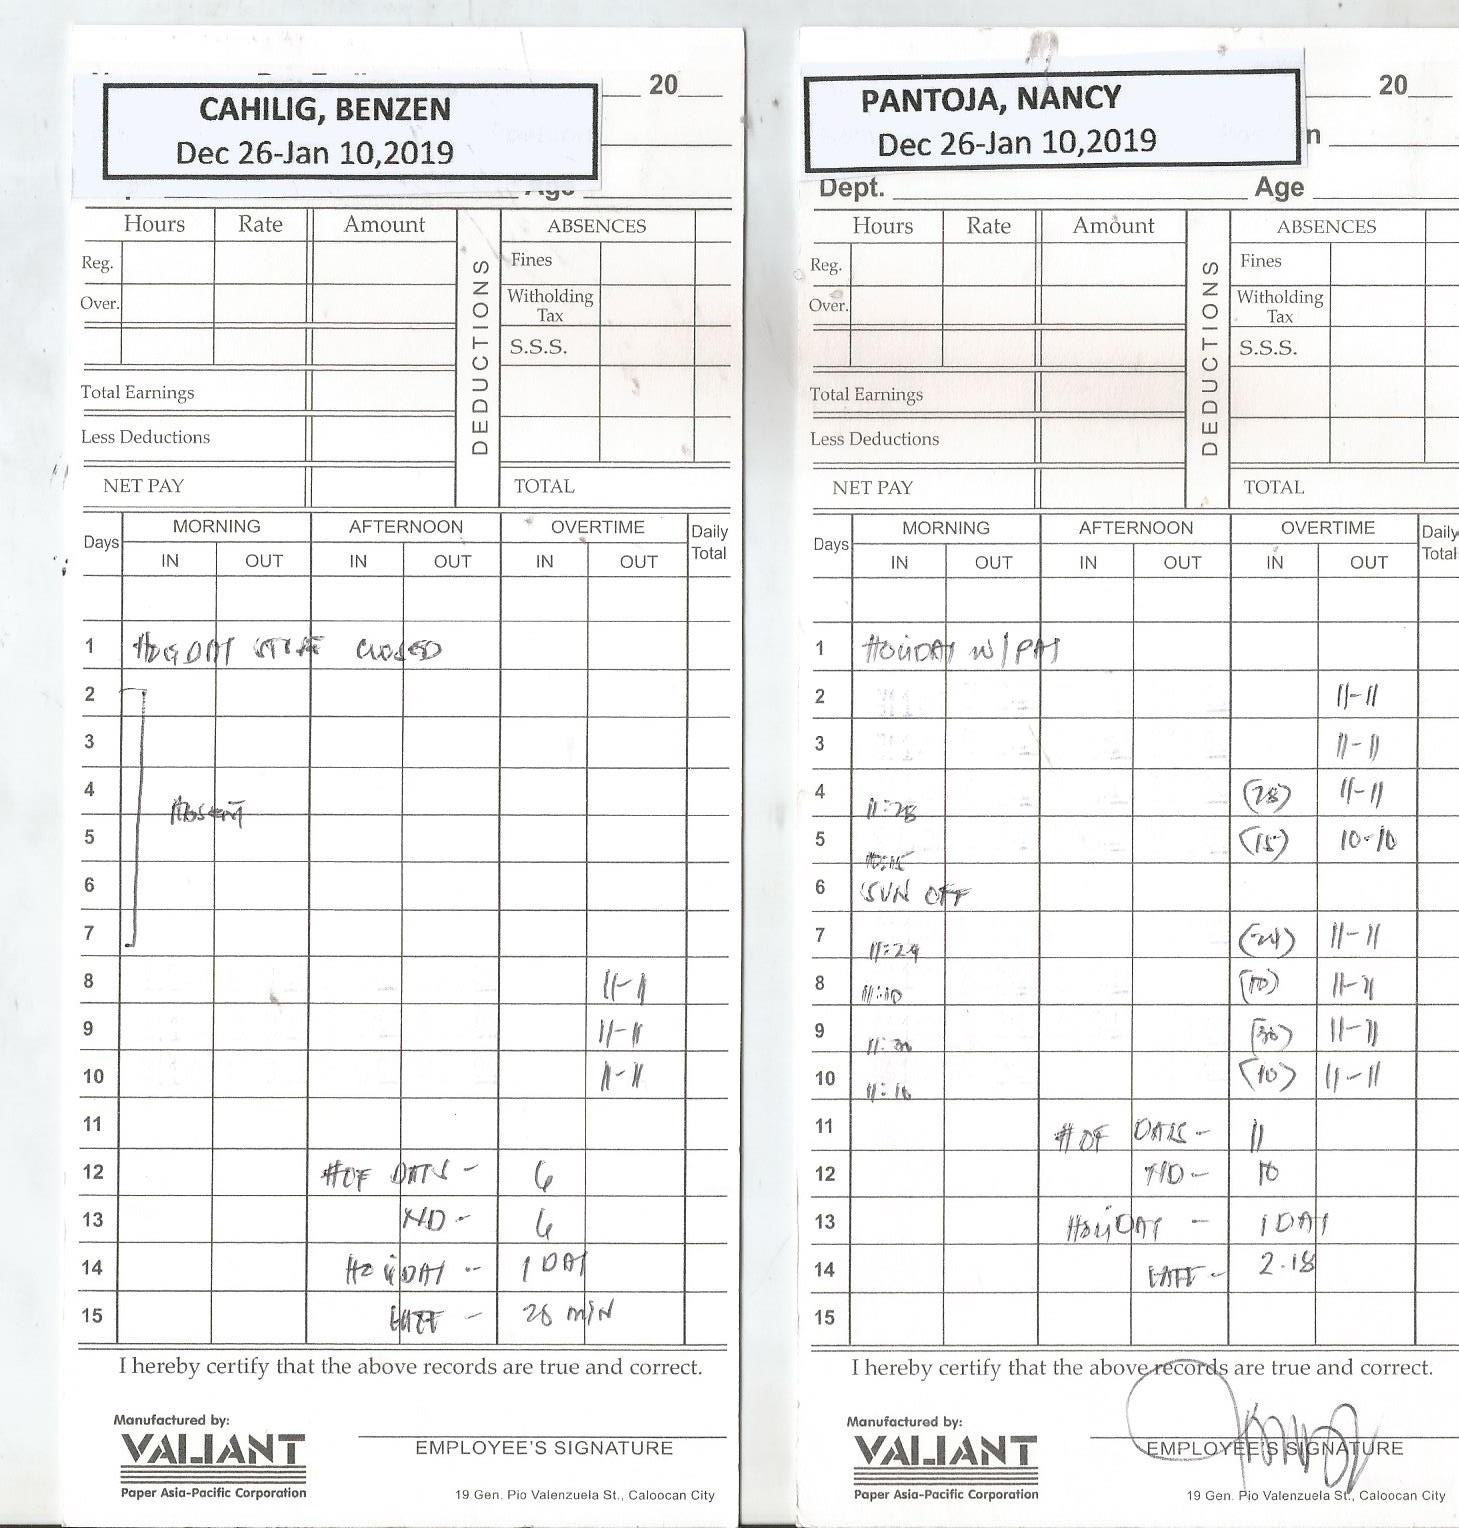 CAHILIG, BENZEN
Dec 26-Jan 10,2019
20
Age
Hours Rate Amount DEDUCTIONS ABSENCES
Reg. Fines
Over. Witholding Tax
S.S.S.
Total Earnings
Less Deductions
NET PAY TOTAL
Days MORNING AFTERNOON OVERTIME Daily Total
IN OUT IN OUT IN OUT
1 HOLIDAY STORE CLOSED
2
3
4
Absent
5
6
7
8 11-11
9 11-11
10 11-11
11
12 # OF DAYS - 6
13 ND - 6
14 HOLIDAY - 1 DAY
15 LATE - 28 MIN
I hereby certify that the above records are true and correct.
Manufactured by:
VALIANT
Paper Asia-Pacific Corporation
EMPLOYEE'S SIGNATURE
19 Gen. Pio Valenzuela St., Caloocan City
PANTOJA, NANCY
Dec 26-Jan 10,2019
20
n
Dept. Age
Hours Rate Amount DEDUCTIONS ABSENCES
Reg. Fines
Over. Witholding Tax
S.S.S.
Total Earnings
Less Deductions
NET PAY TOTAL
Days MORNING AFTERNOON OVERTIME Daily Total
IN OUT IN OUT IN OUT
1 HOLIDAY W/PAY
2 11-11
3 11-11
4 11:28 (28) 11-11
5 (15) 10-10
6 SUN OFF
7 11:24 (24) 11-11
8 11:10 (10) 11-11
9 11:30 (30) 11-11
10 11:10 (10) 11-11
11 # OF DAYS - 11
12 ND - 10
13 HOLIDAY - 1 DAY
14 LATE - 2.18
15
I hereby certify that the above records are true and correct.
Manufactured by:
VALIANT
Paper Asia-Pacific Corporation
EMPLOYEE'S SIGNATURE
19 Gen. Pio Valenzuela St., Caloocan City